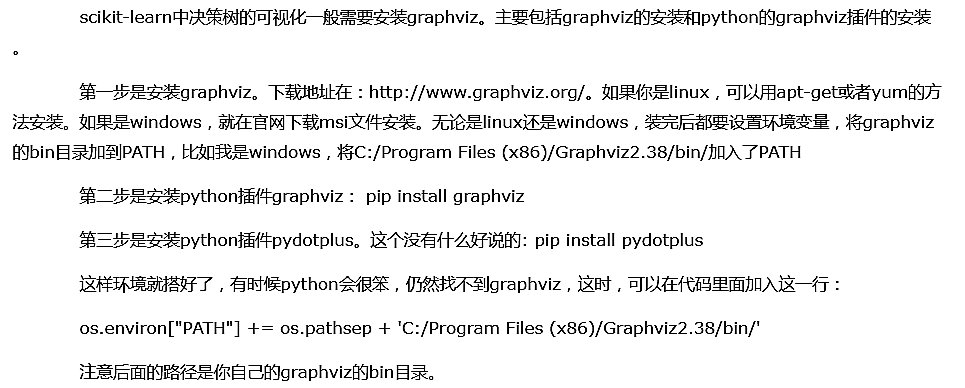 scikit-learn中决策树的可视化一般需要安装graphviz。主要包括graphviz的安装和python的graphviz插件的安装
。
第一步是安装graphviz。下载地址在：http://www.graphviz.org/。如果你是linux，可以用apt-get或者yum的方
法安装。如果是windows，就在官网下载msi文件安装。无论是linux还是windows，装完后都要设置环境变量，将graphviz
的bin目录加到PATH，比如我是windows，将C:/Program Files (x86)/Graphviz2.38/bin/加入了PATH
第二步是安装python插件graphviz： pip install graphviz
第三步是安装python插件pydotplus。这个没有什么好说的: pip install pydotplus
这样环境就搭好了，有时候python会很笨，仍然找不到graphviz，这时，可以在代码里面加入这一行：
os.environ["PATH"] += os.pathsep + 'C:/Program Files (x86)/Graphviz2.38/bin/'
注意后面的路径是你自己的graphviz的bin目录。